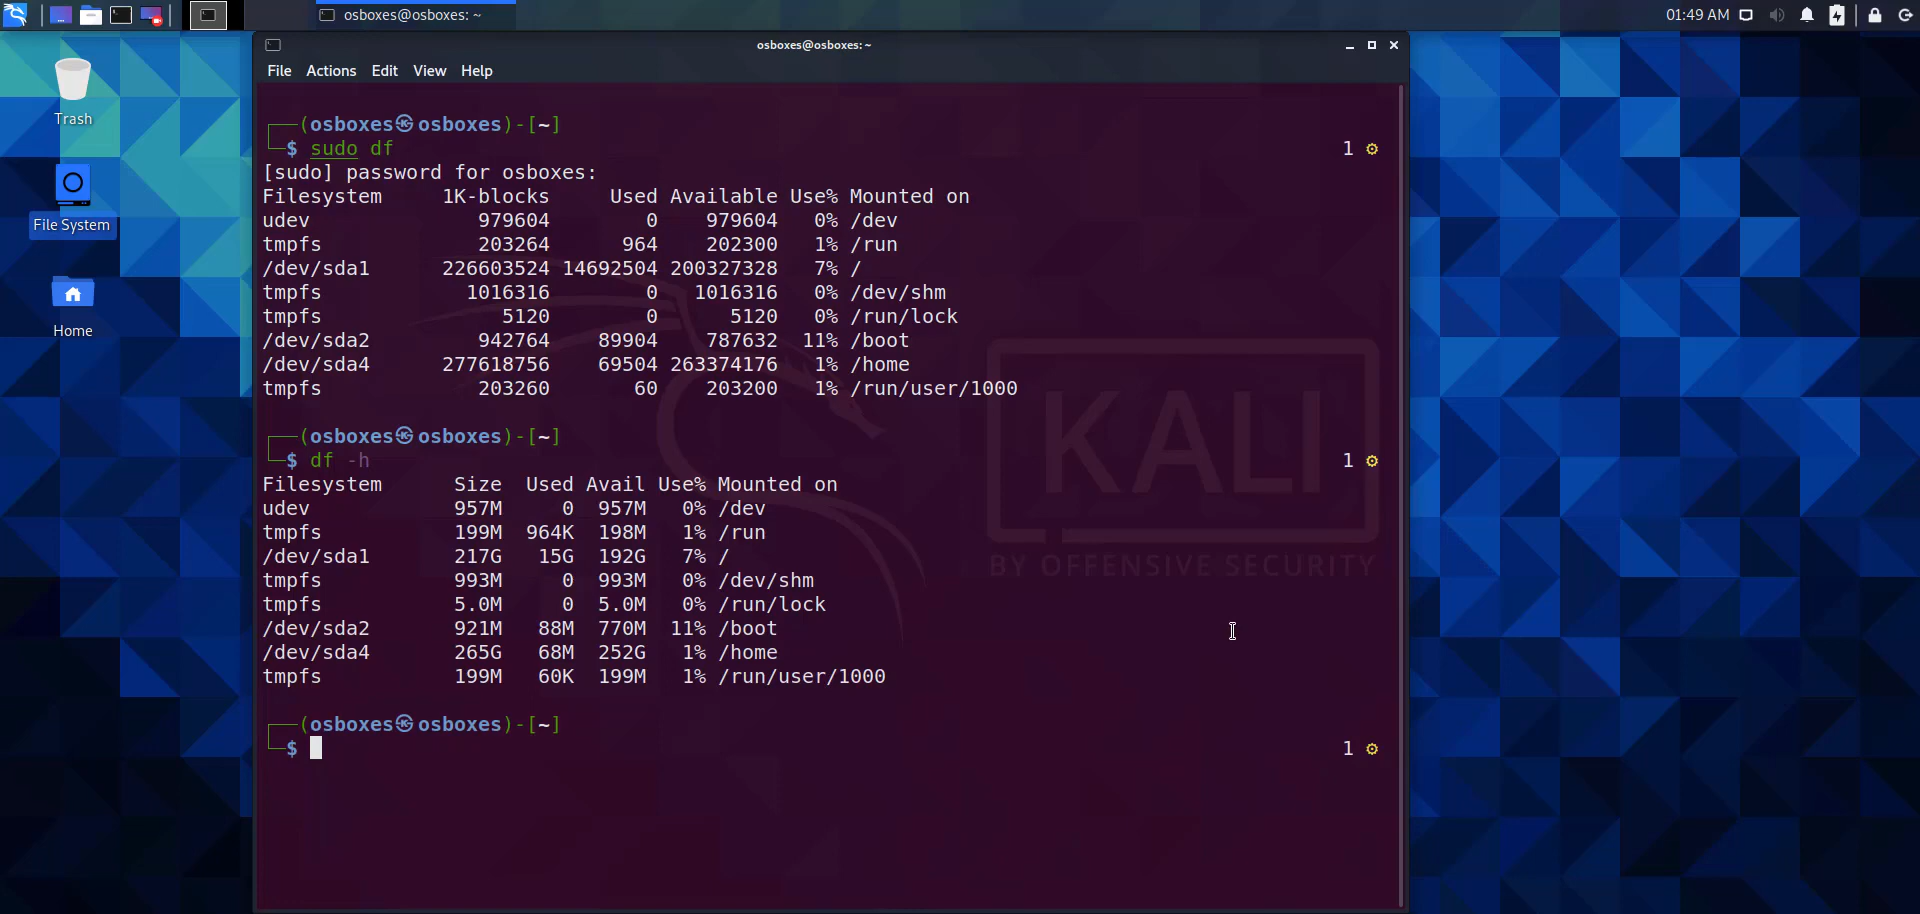 osboxes@osboxes: ~
01:49 AM
osboxes@osboxes: ~
File Actions Edit View Help
Trash
File System
Home
(osboxes㉿osboxes)-[~]
$ sudo df 1
[sudo] password for osboxes:
Filesystem 1K-blocks Used Available Use% Mounted on
udev 979604 0 979604 0% /dev
tmpfs 203264 964 202300 1% /run
/dev/sda1 226603524 14692504 200327328 7% /
tmpfs 1016316 0 1016316 0% /dev/shm
tmpfs 5120 0 5120 0% /run/lock
/dev/sda2 942764 89904 787632 11% /boot
/dev/sda4 277618756 69504 263374176 1% /home
tmpfs 203260 60 203200 1% /run/user/1000
(osboxes㉿osboxes)-[~]
$ df -h 1
Filesystem Size Used Avail Use% Mounted on
udev 957M 0 957M 0% /dev
tmpfs 199M 964K 198M 1% /run
/dev/sda1 217G 15G 192G 7% /
tmpfs 993M 0 993M 0% /dev/shm
tmpfs 5.0M 0 5.0M 0% /run/lock
/dev/sda2 921M 88M 770M 11% /boot
/dev/sda4 265G 68M 252G 1% /home
tmpfs 199M 60K 199M 1% /run/user/1000
(osboxes㉿osboxes)-[~]
$ 1
KALI
BY OFFENSIVE SECURITY